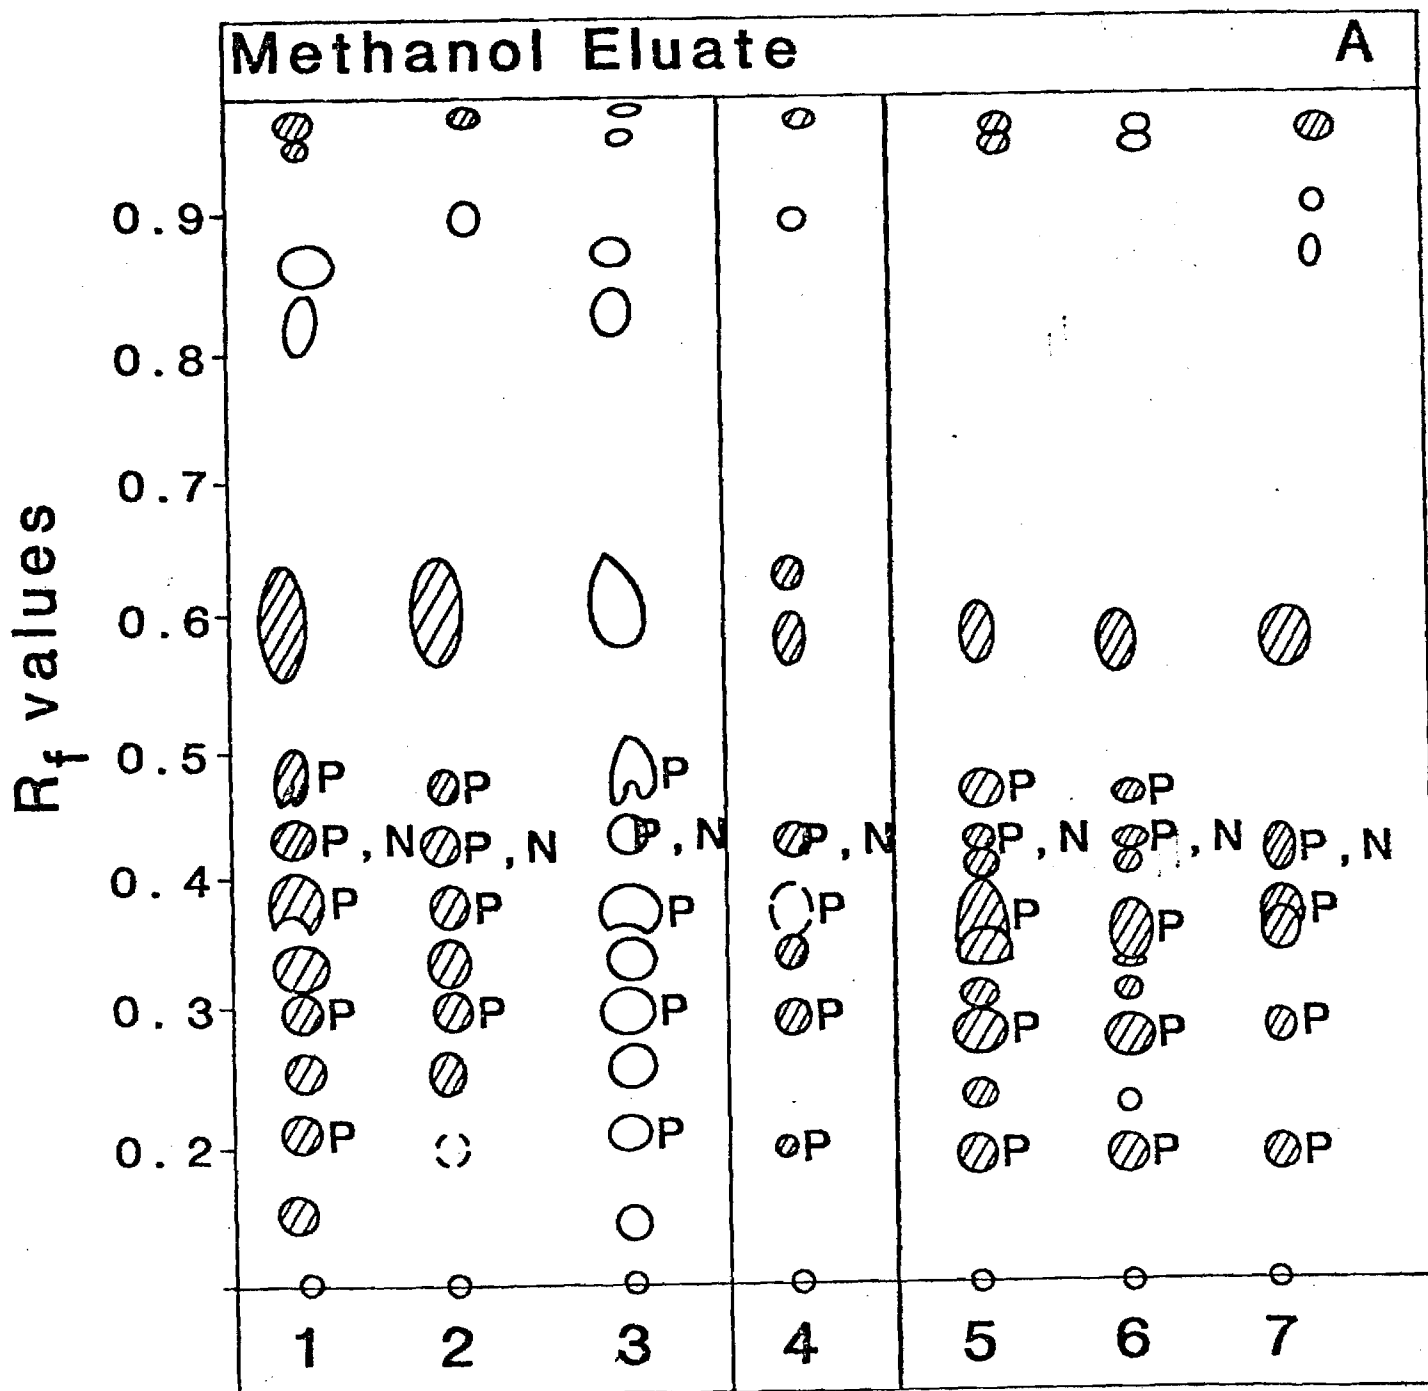 Methanol Eluate A
0.9
0.8
0.7
0.6
0.5
0.4
0.3
0.2
Rf values
P P P P P
P,N P,N P,N P,N P,N P,N P,N
P P P P P P P
P P P P P P P
P P P P P P
1 2 3 4 5 6 7